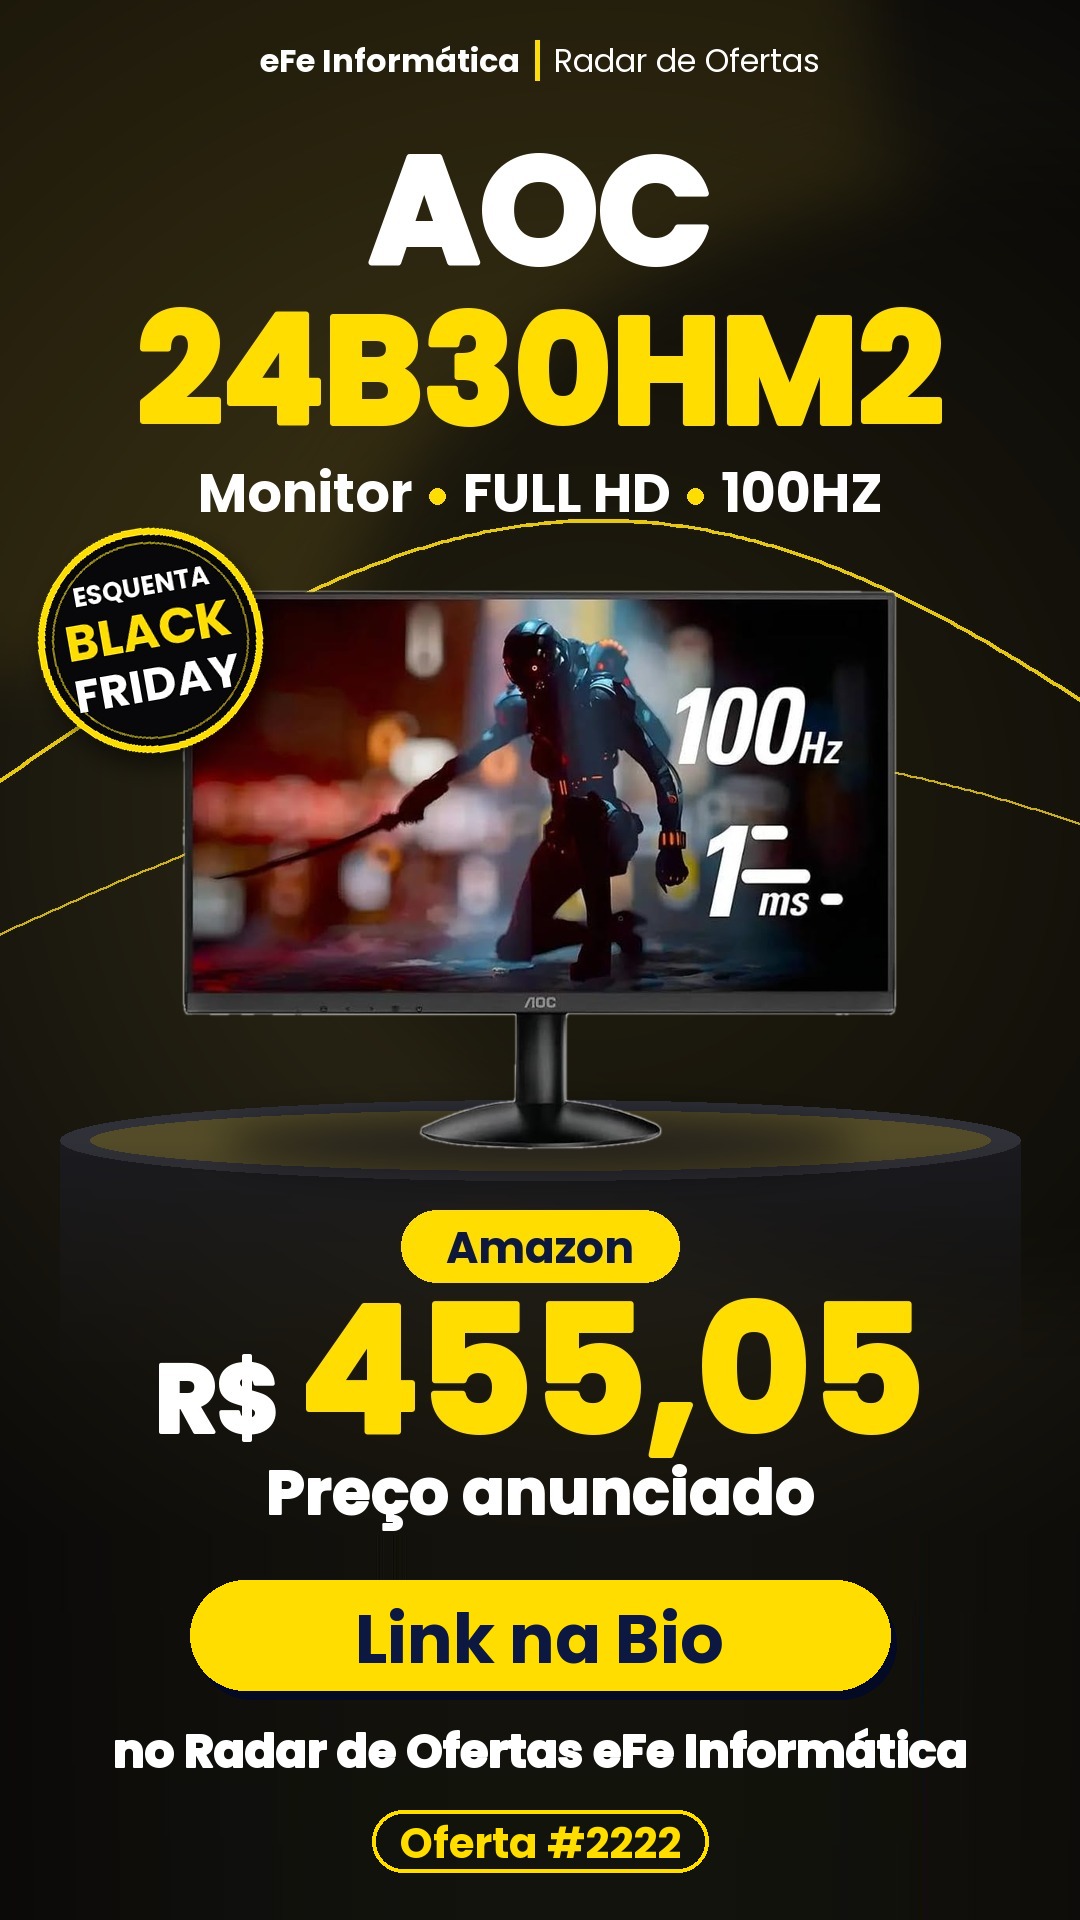 eFe Informática | Radar de Ofertas
AOC
24B30HM2
Monitor • FULL HD • 100HZ
ESQUENTA
BLACK
FRIDAY
100Hz
1ms
AOC
Amazon
R$ 455,05
Preço anunciado
Link na Bio
no Radar de Ofertas eFe Informática
Oferta #2222